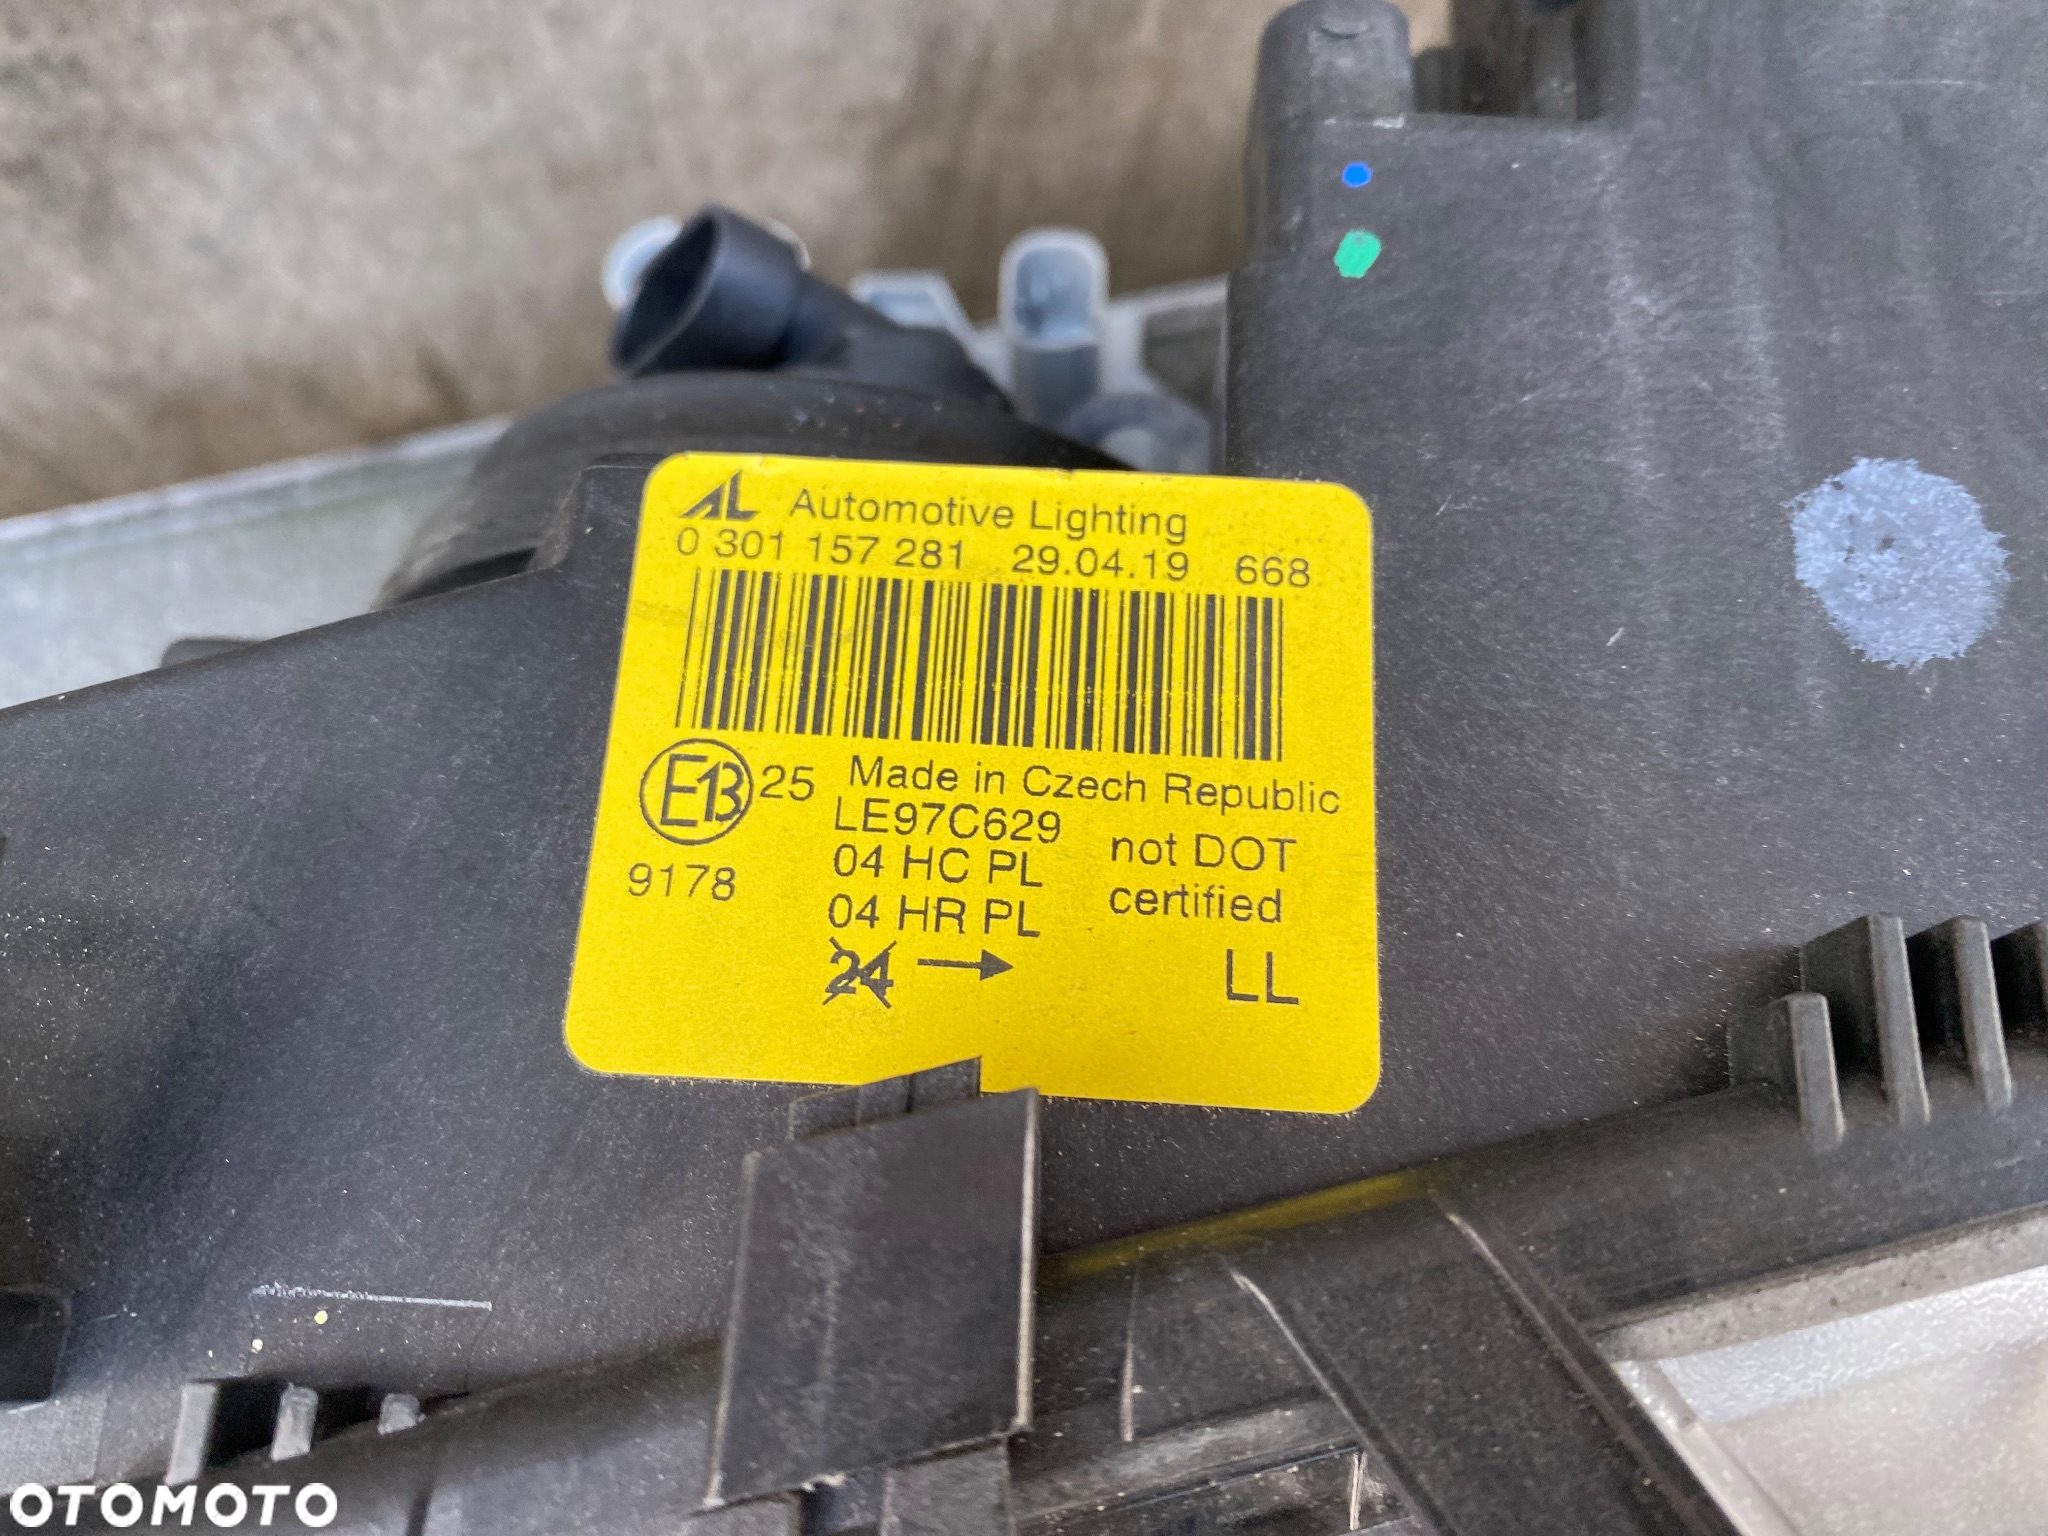 AL Automotive Lighting
0 301 157 281 29.04.19 668
E13 25 Made in Czech Republic
LE97C629
9178 04 HC PL not DOT
04 HR PL certified
24 → LL
OTOMOTO